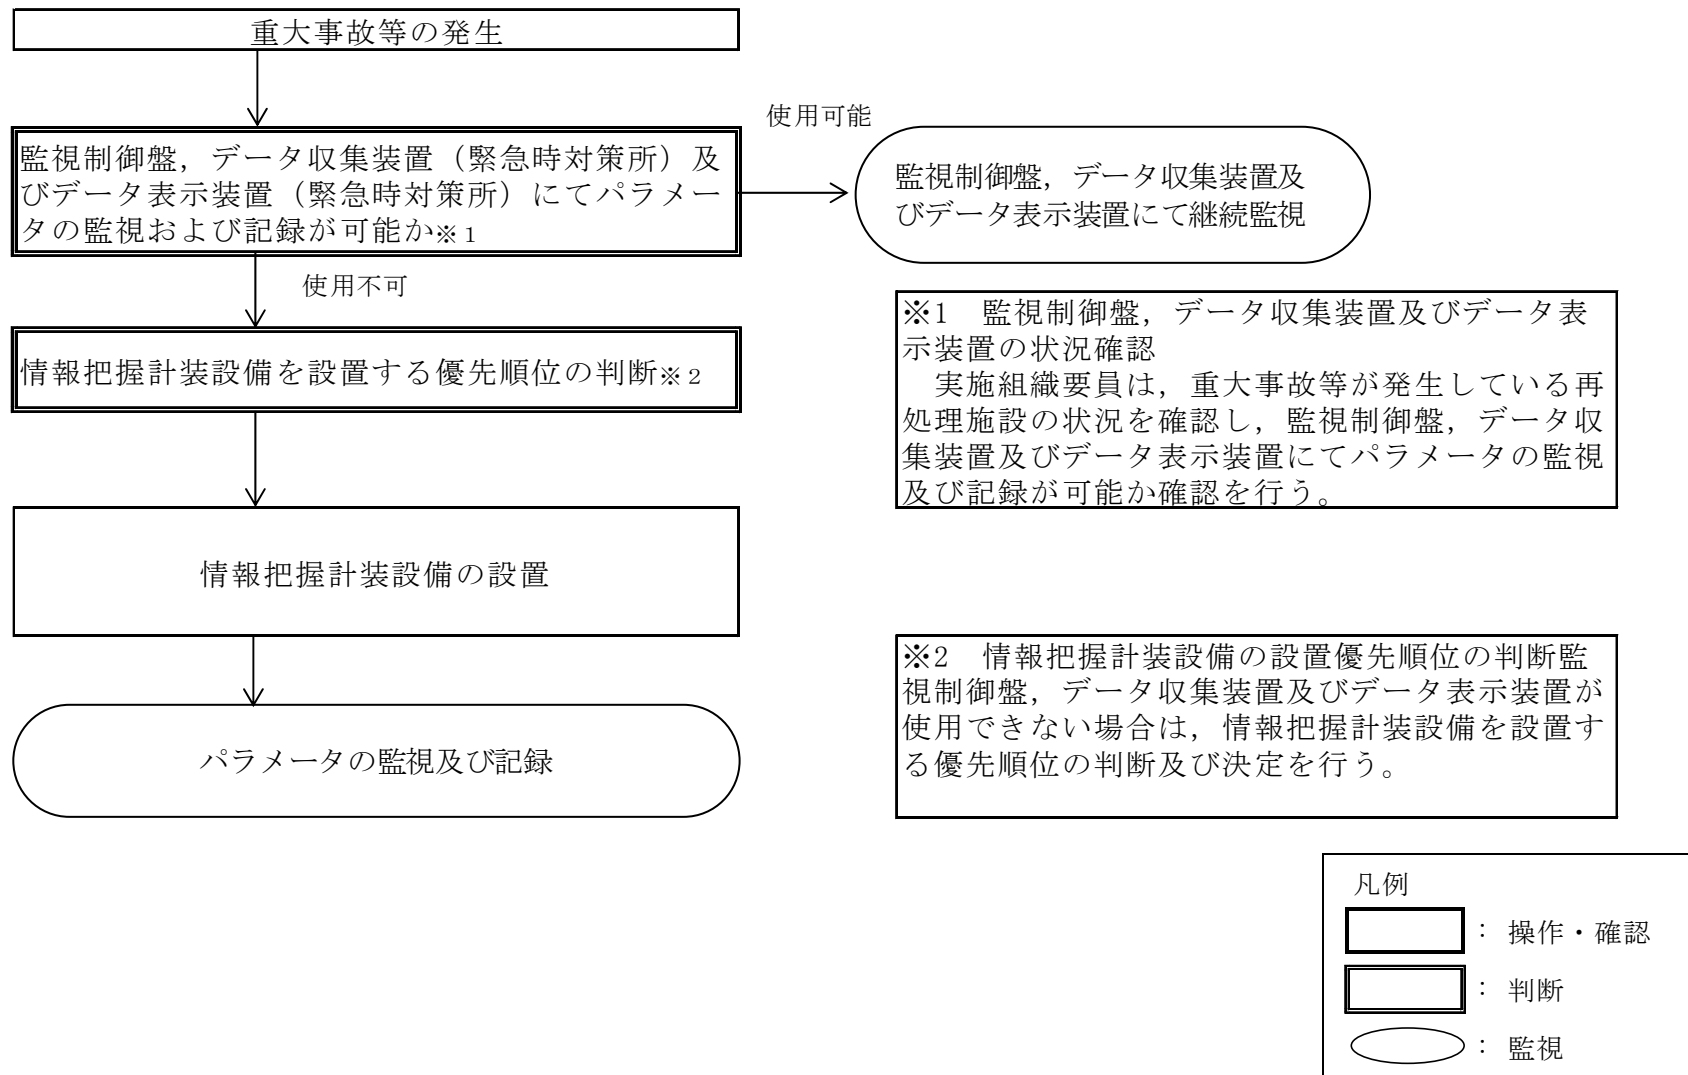 重大事故等の発生
監視制御盤，データ収集装置（緊急時対策所）及
びデータ表示装置（緊急時対策所）にてパラメー
タの監視および記録が可能か※1
使用可能
監視制御盤，データ収集装置及
びデータ表示装置にて継続監視
使用不可
情報把握計装設備を設置する優先順位の判断※2
情報把握計装設備の設置
パラメータの監視及び記録
※1　監視制御盤，データ収集装置及びデータ表
示装置の状況確認
　実施組織要員は，重大事故等が発生している再
処理施設の状況を確認し，監視制御盤，データ収
集装置及びデータ表示装置にてパラメータの監視
及び記録が可能か確認を行う。
※2　情報把握計装設備の設置優先順位の判断監
視制御盤，データ収集装置及びデータ表示装置が
使用できない場合は，情報把握計装設備を設置す
る優先順位の判断及び決定を行う。
凡例
：操作・確認
：判断
：監視